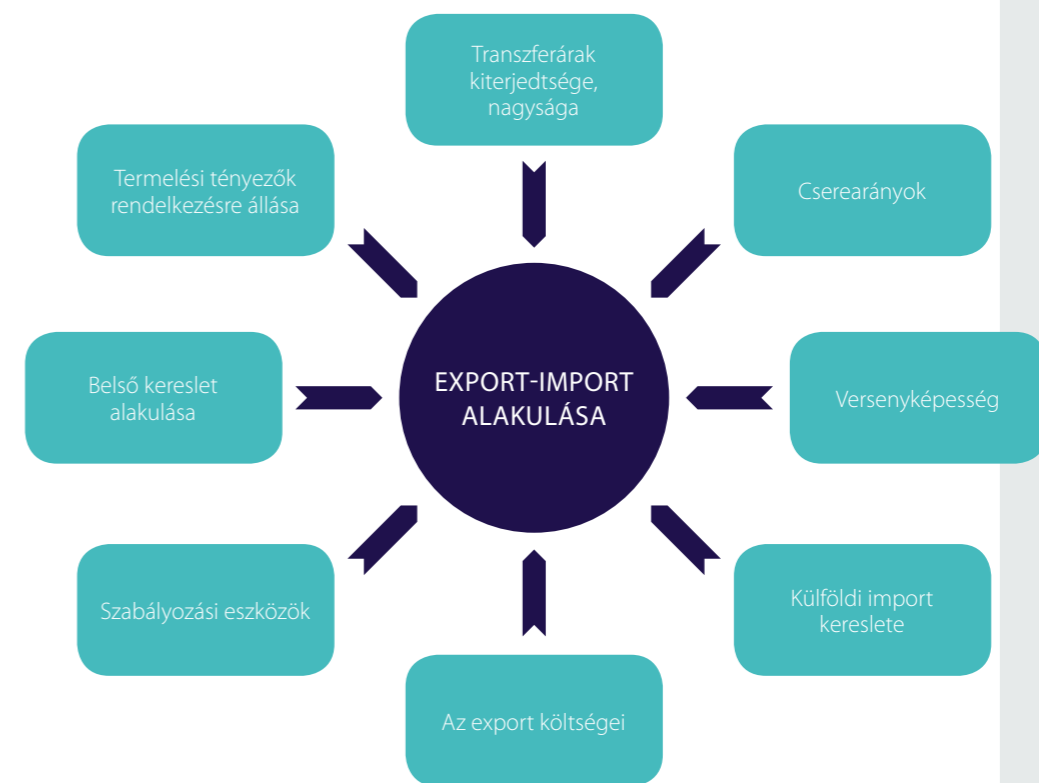 Transzferárak
kiterjedtsége,
nagysága
Termelési tényezők
rendelkezésre állása
Cserearányok
Belső kereslet
alakulása
EXPORT-IMPORT
ALAKULÁSA
Versenyképesség
Szabályozási eszközök
Külföldi import
kereslete
Az export költségei